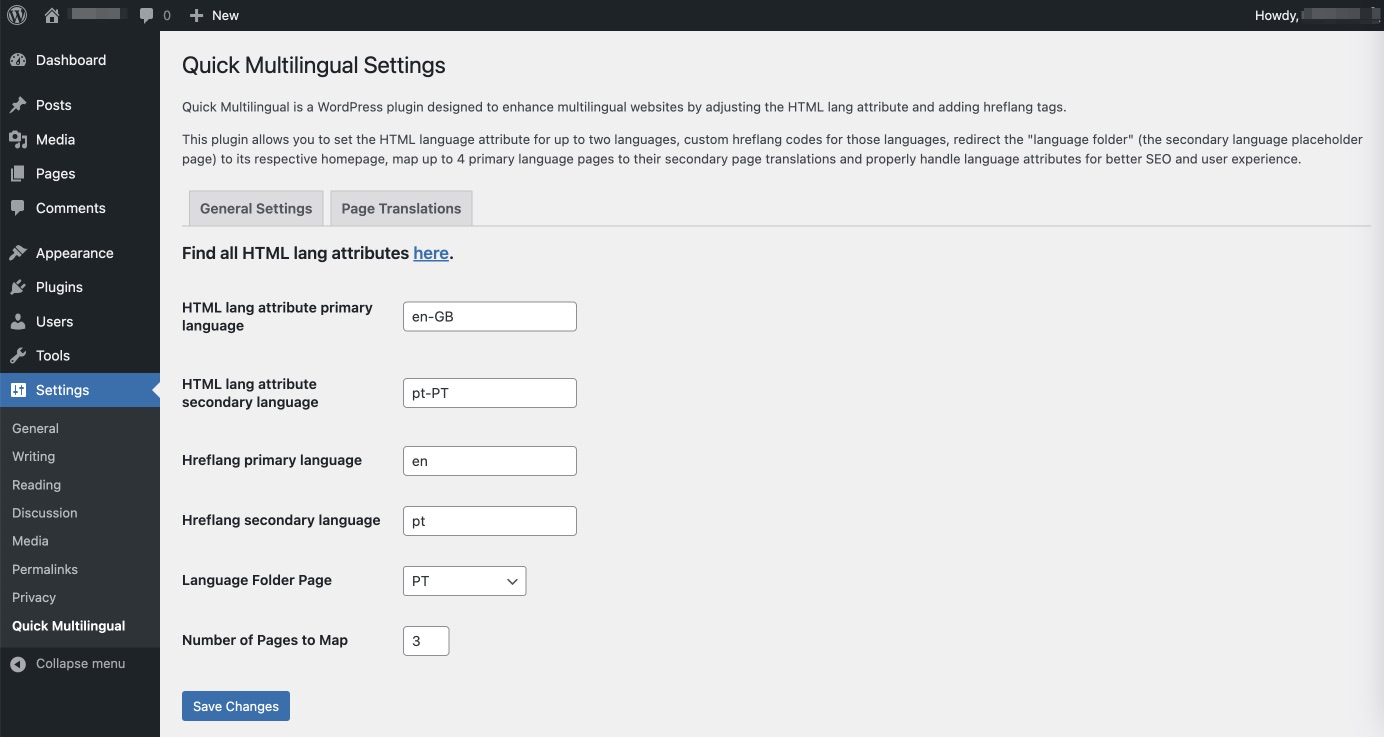 0
New
Howdy,
Dashboard
Posts
Media
Pages
Comments
Appearance
Plugins
Users
Tools
Settings
General
Writing
Reading
Discussion
Media
Permalinks
Privacy
Quick Multilingual
Collapse menu
Quick Multilingual Settings
Quick Multilingual is a WordPress plugin designed to enhance multilingual websites by adjusting the HTML lang attribute and adding hreflang tags.
This plugin allows you to set the HTML language attribute for up to two languages, custom hreflang codes for those languages, redirect the "language folder" (the secondary language placeholder
page) to its respective homepage, map up to 4 primary language pages to their secondary page translations and properly handle language attributes for better SEO and user experience.
General Settings
Page Translations
Find all HTML lang attributes here.
HTML lang attribute primary
language
en-GB
HTML lang attribute
secondary language
pt-PT
Hreflang primary language
en
Hreflang secondary language
pt
Language Folder Page
PT
Number of Pages to Map
3
Save Changes